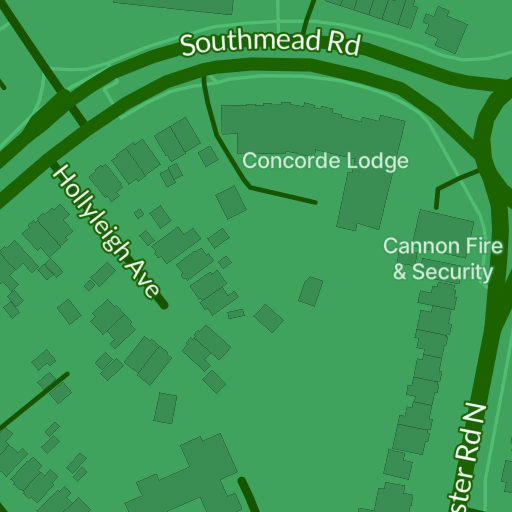 Southmead Rd
Concorde Lodge
Hollyleigh Ave
Cannon Fire
& Security
ster Rd N